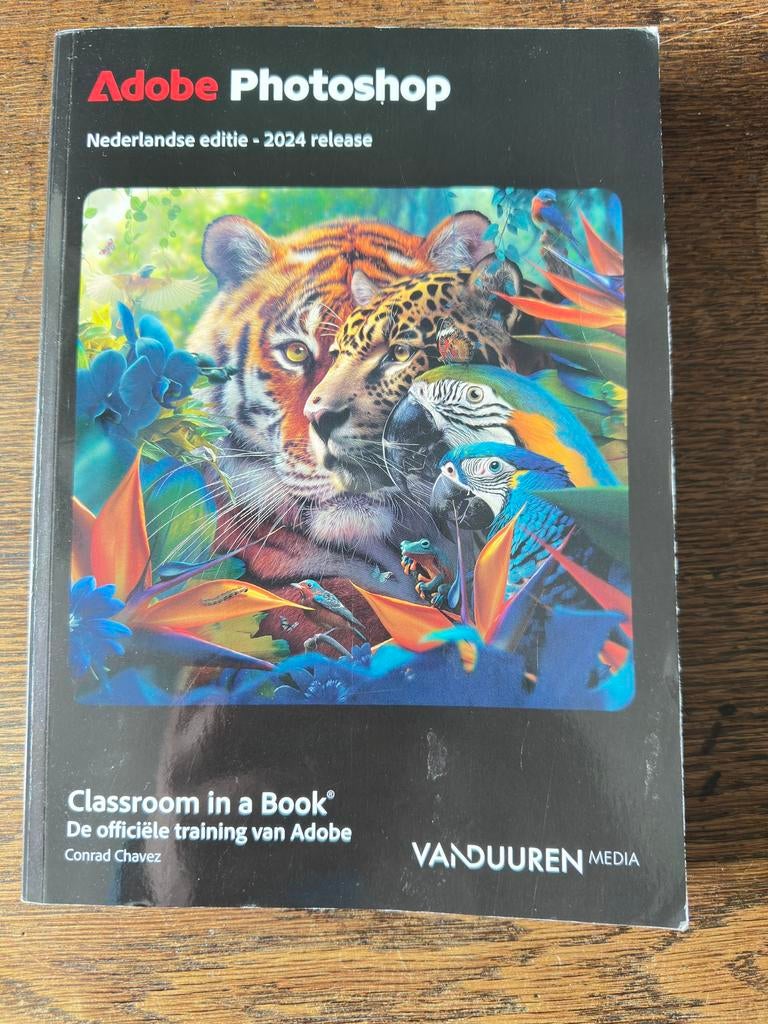 Adobe Photoshop
Nederlandse editie - 2024 release
Classroom in a Book®
De officiële training van Adobe
Conrad Chavez
VANDUUREN MEDIA